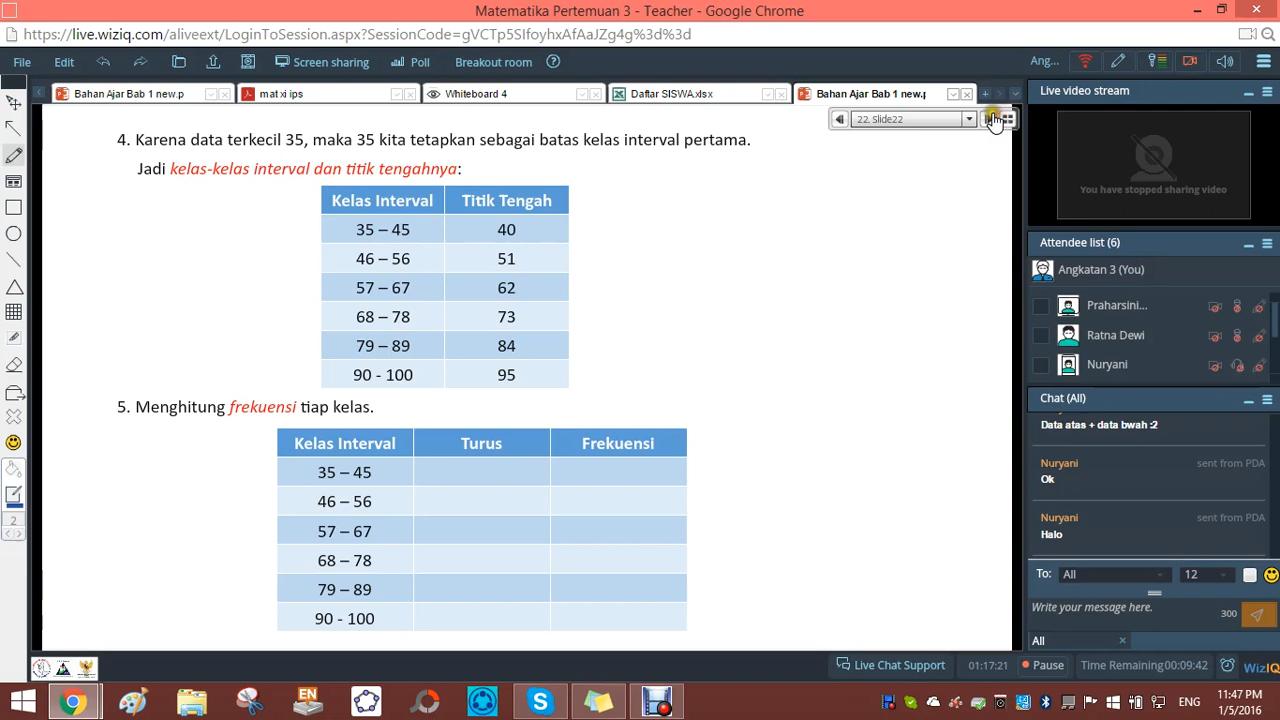 Matematika Pertemuan 3 - Teacher - Google Chrome
https://live.wiziq.com/aliveext/LoginToSession.aspx?SessionCode=gVCTp5SIfoyhxAfAaJZg4g%3d%3d
File Edit Screen sharing Poll Breakout room Ang...
Bahan Ajar Bab 1 new.p mat xi ips Whiteboard 4 Daftar SISWA.xlsx Bahan Ajar Bab 1 new.p
22. Slide22
4. Karena data terkecil 35, maka 35 kita tetapkan sebagai batas kelas interval pertama.
Jadi kelas-kelas interval dan titik tengahnya:
Kelas Interval Titik Tengah
35 – 45 40
46 – 56 51
57 – 67 62
68 – 78 73
79 – 89 84
90 - 100 95
5. Menghitung frekuensi tiap kelas.
Kelas Interval Turus Frekuensi
35 – 45
46 – 56
57 – 67
68 – 78
79 – 89
90 - 100
2
Live video stream
You have stopped sharing video
Attendee list (6)
Angkatan 3 (You)
Praharsini...
Ratna Dewi
Nuryani
Chat (All)
Data atas + data bwah :2
Nuryani sent from PDA
Ok
Nuryani sent from PDA
Halo
To: All 12
Write your message here. 300
All
Live Chat Support 01:17:21 Pause Time Remaining 00:09:42 WizIQ
EN
ENG
11:47 PM
1/5/2016